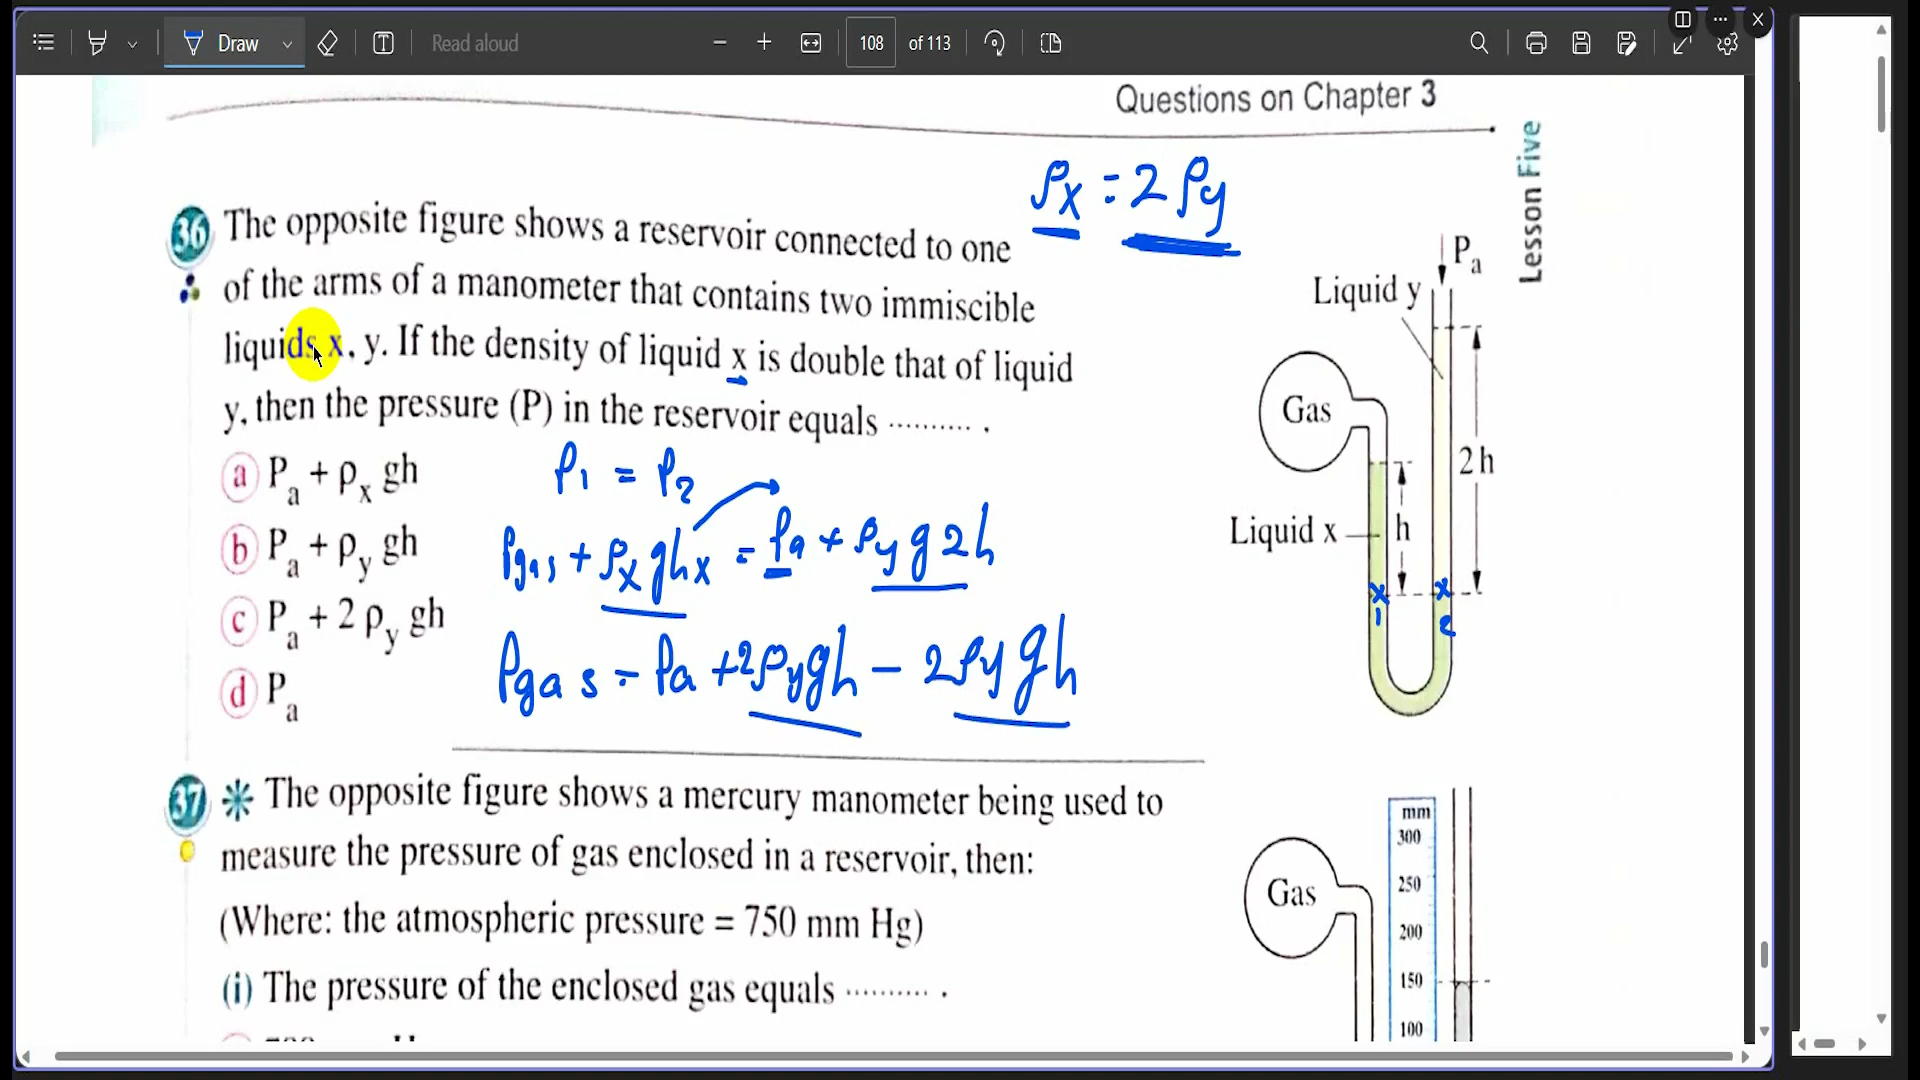 Draw
Read aloud
108 of 113
Questions on Chapter 3
Lesson Five
ρx = 2 ρy
36 The opposite figure shows a reservoir connected to one
of the arms of a manometer that contains two immiscible
liquids x, y. If the density of liquid x is double that of liquid
y, then the pressure (P) in the reservoir equals .......... .
a Pa + ρx gh
b Pa + ρy gh
c Pa + 2 ρy gh
d Pa
P1 = P2
Pgas + ρx ghx = Pa + ρy g 2h
Pgas = Pa + 2ρy gh − 2ρy gh
Pa
Liquid y
Gas
2h
Liquid x
h
x x
1 2
37 * The opposite figure shows a mercury manometer being used to
measure the pressure of gas enclosed in a reservoir, then:
(Where: the atmospheric pressure = 750 mm Hg)
(i) The pressure of the enclosed gas equals .......... .
Gas
mm
300
250
200
150
100